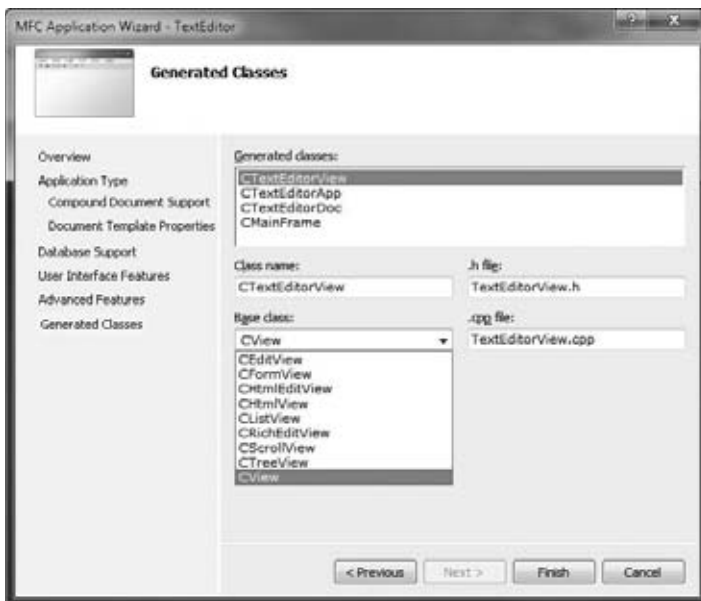 MFC Application Wizard - TextEditor
Generated Classes
Overview
Application Type
Compound Document Support
Document Template Properties
Database Support
User Interface Features
Advanced Features
Generated Classes
Generated classes:
CTextEditorView
CTextEditorApp
CTextEditorDoc
CMainFrame
Class name:
.h file:
CTextEditorView
TextEditorView.h
Base class:
.cpp file:
CView
TextEditorView.cpp
CEditView
CFormView
CHtmlEditView
CHtmlView
CListView
CRichEditView
CScrollView
CTreeView
CView
< Previous
Next >
Finish
Cancel